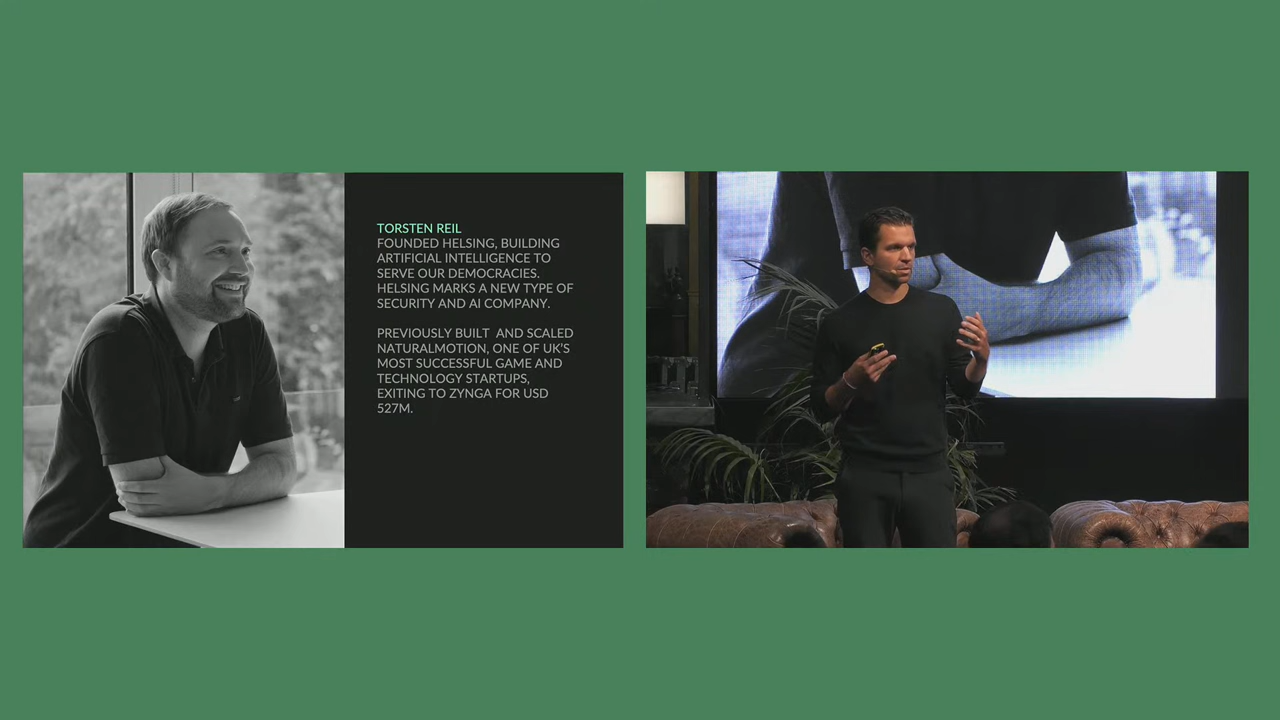 TORSTEN REIL
FOUNDED HELSING, BUILDING
ARTIFICIAL INTELLIGENCE TO
SERVE OUR DEMOCRACIES.
HELSING MARKS A NEW TYPE OF
SECURITY AND AI COMPANY.
PREVIOUSLY BUILT AND SCALED
NATURALMOTION, ONE OF UK'S
MOST SUCCESSFUL GAME AND
TECHNOLOGY STARTUPS,
EXITING TO ZYNGA FOR USD
527M.